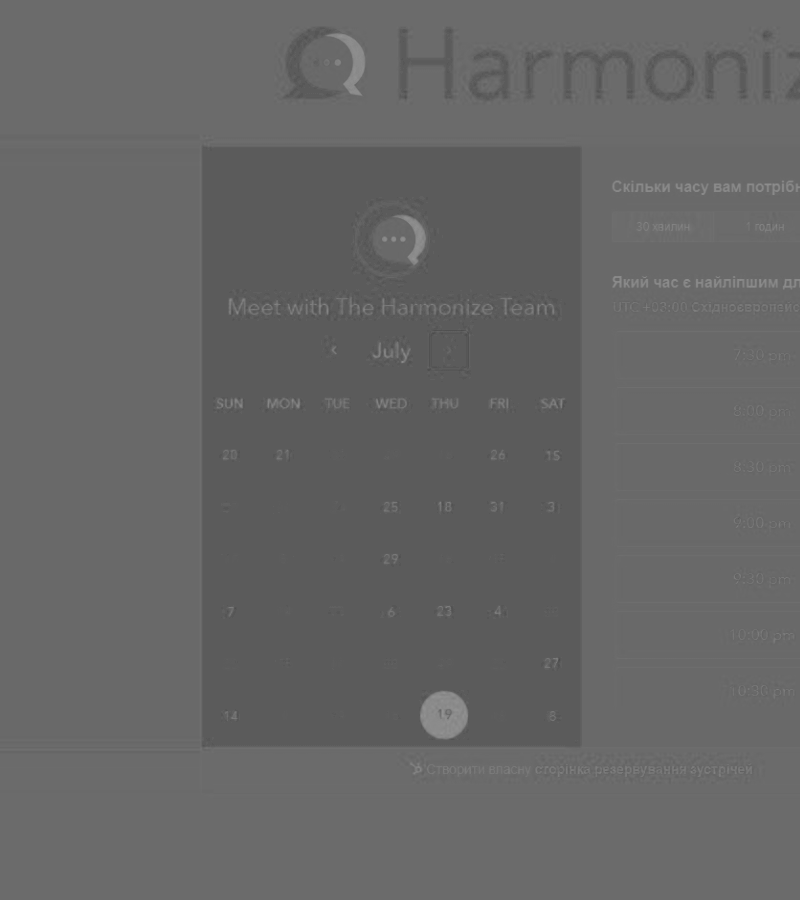 Harmoniz
Скільки часу вам потрібн
30 хвилин 1 годин
Який час є найліпшим дл
UTC +03:00 Східноєвропейс
Meet with The Harmonize Team
July
SUN MON TUE WED THU FRI SAT
20 21 26 15
25 18 31 3
29
7 6 23 4
27
14 19 8
7:30 pm
8:00 pm
8:30 pm
9:00 pm
9:30 pm
10:00 pm
10:30 pm
Створити власну сторінка резервування зустрічей